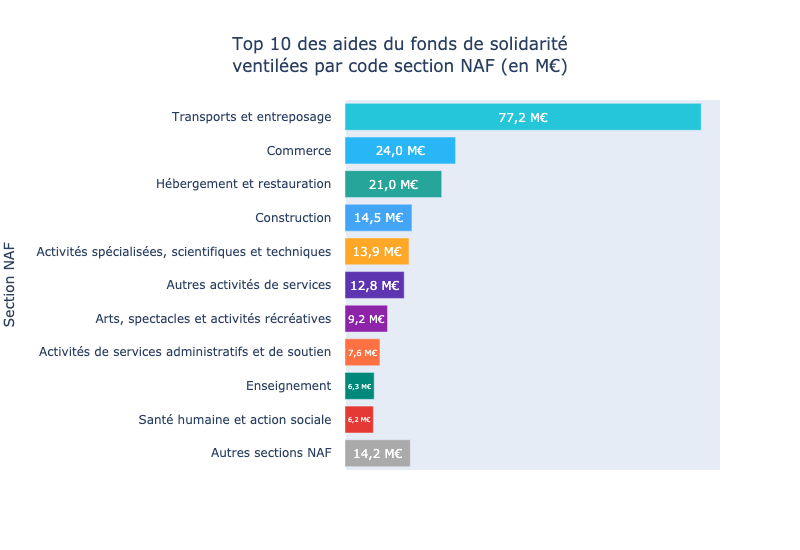 Top 10 des aides du fonds de solidarité
ventilées par code section NAF (en M€)
Section NAF
Transports et entreposage 77,2 M€
Commerce 24,0 M€
Hébergement et restauration 21,0 M€
Construction 14,5 M€
Activités spécialisées, scientifiques et techniques 13,9 M€
Autres activités de services 12,8 M€
Arts, spectacles et activités récréatives 9,2 M€
Activités de services administratifs et de soutien 7,6 M€
Enseignement 6,3 M€
Santé humaine et action sociale 6,2 M€
Autres sections NAF 14,2 M€